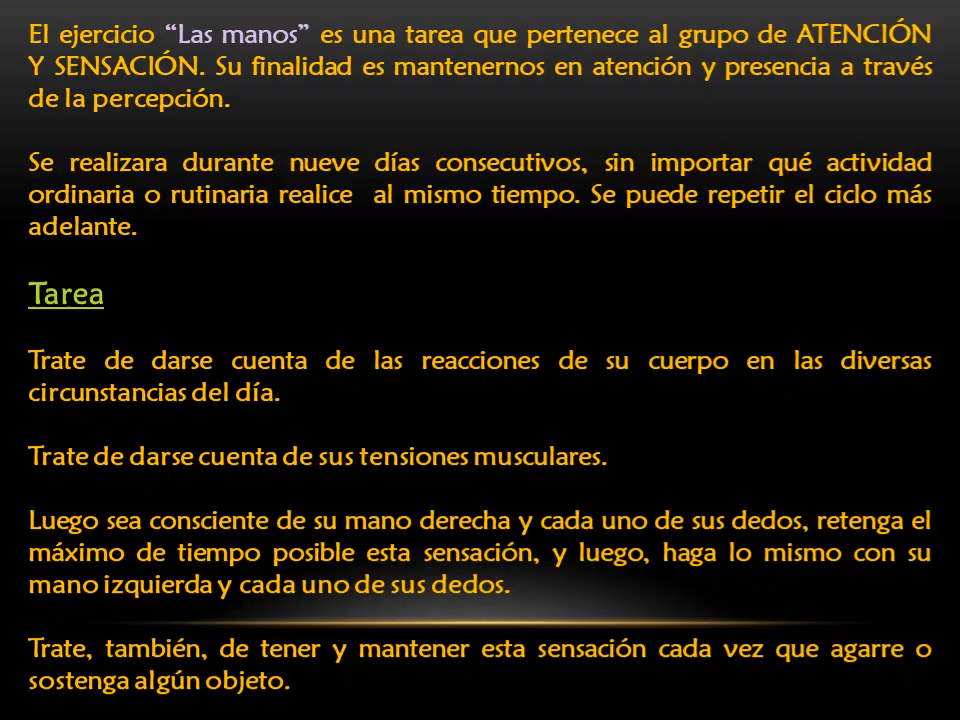 El ejercicio “Las manos” es una tarea que pertenece al grupo de ATENCIÓN
Y SENSACIÓN. Su finalidad es mantenernos en atención y presencia a través
de la percepción.
Se realizara durante nueve días consecutivos, sin importar qué actividad
ordinaria o rutinaria realice al mismo tiempo. Se puede repetir el ciclo más
adelante.
Tarea
Trate de darse cuenta de las reacciones de su cuerpo en las diversas
circunstancias del día.
Trate de darse cuenta de sus tensiones musculares.
Luego sea consciente de su mano derecha y cada uno de sus dedos, retenga el
máximo de tiempo posible esta sensación, y luego, haga lo mismo con su
mano izquierda y cada uno de sus dedos.
Trate, también, de tener y mantener esta sensación cada vez que agarre o
sostenga algún objeto.